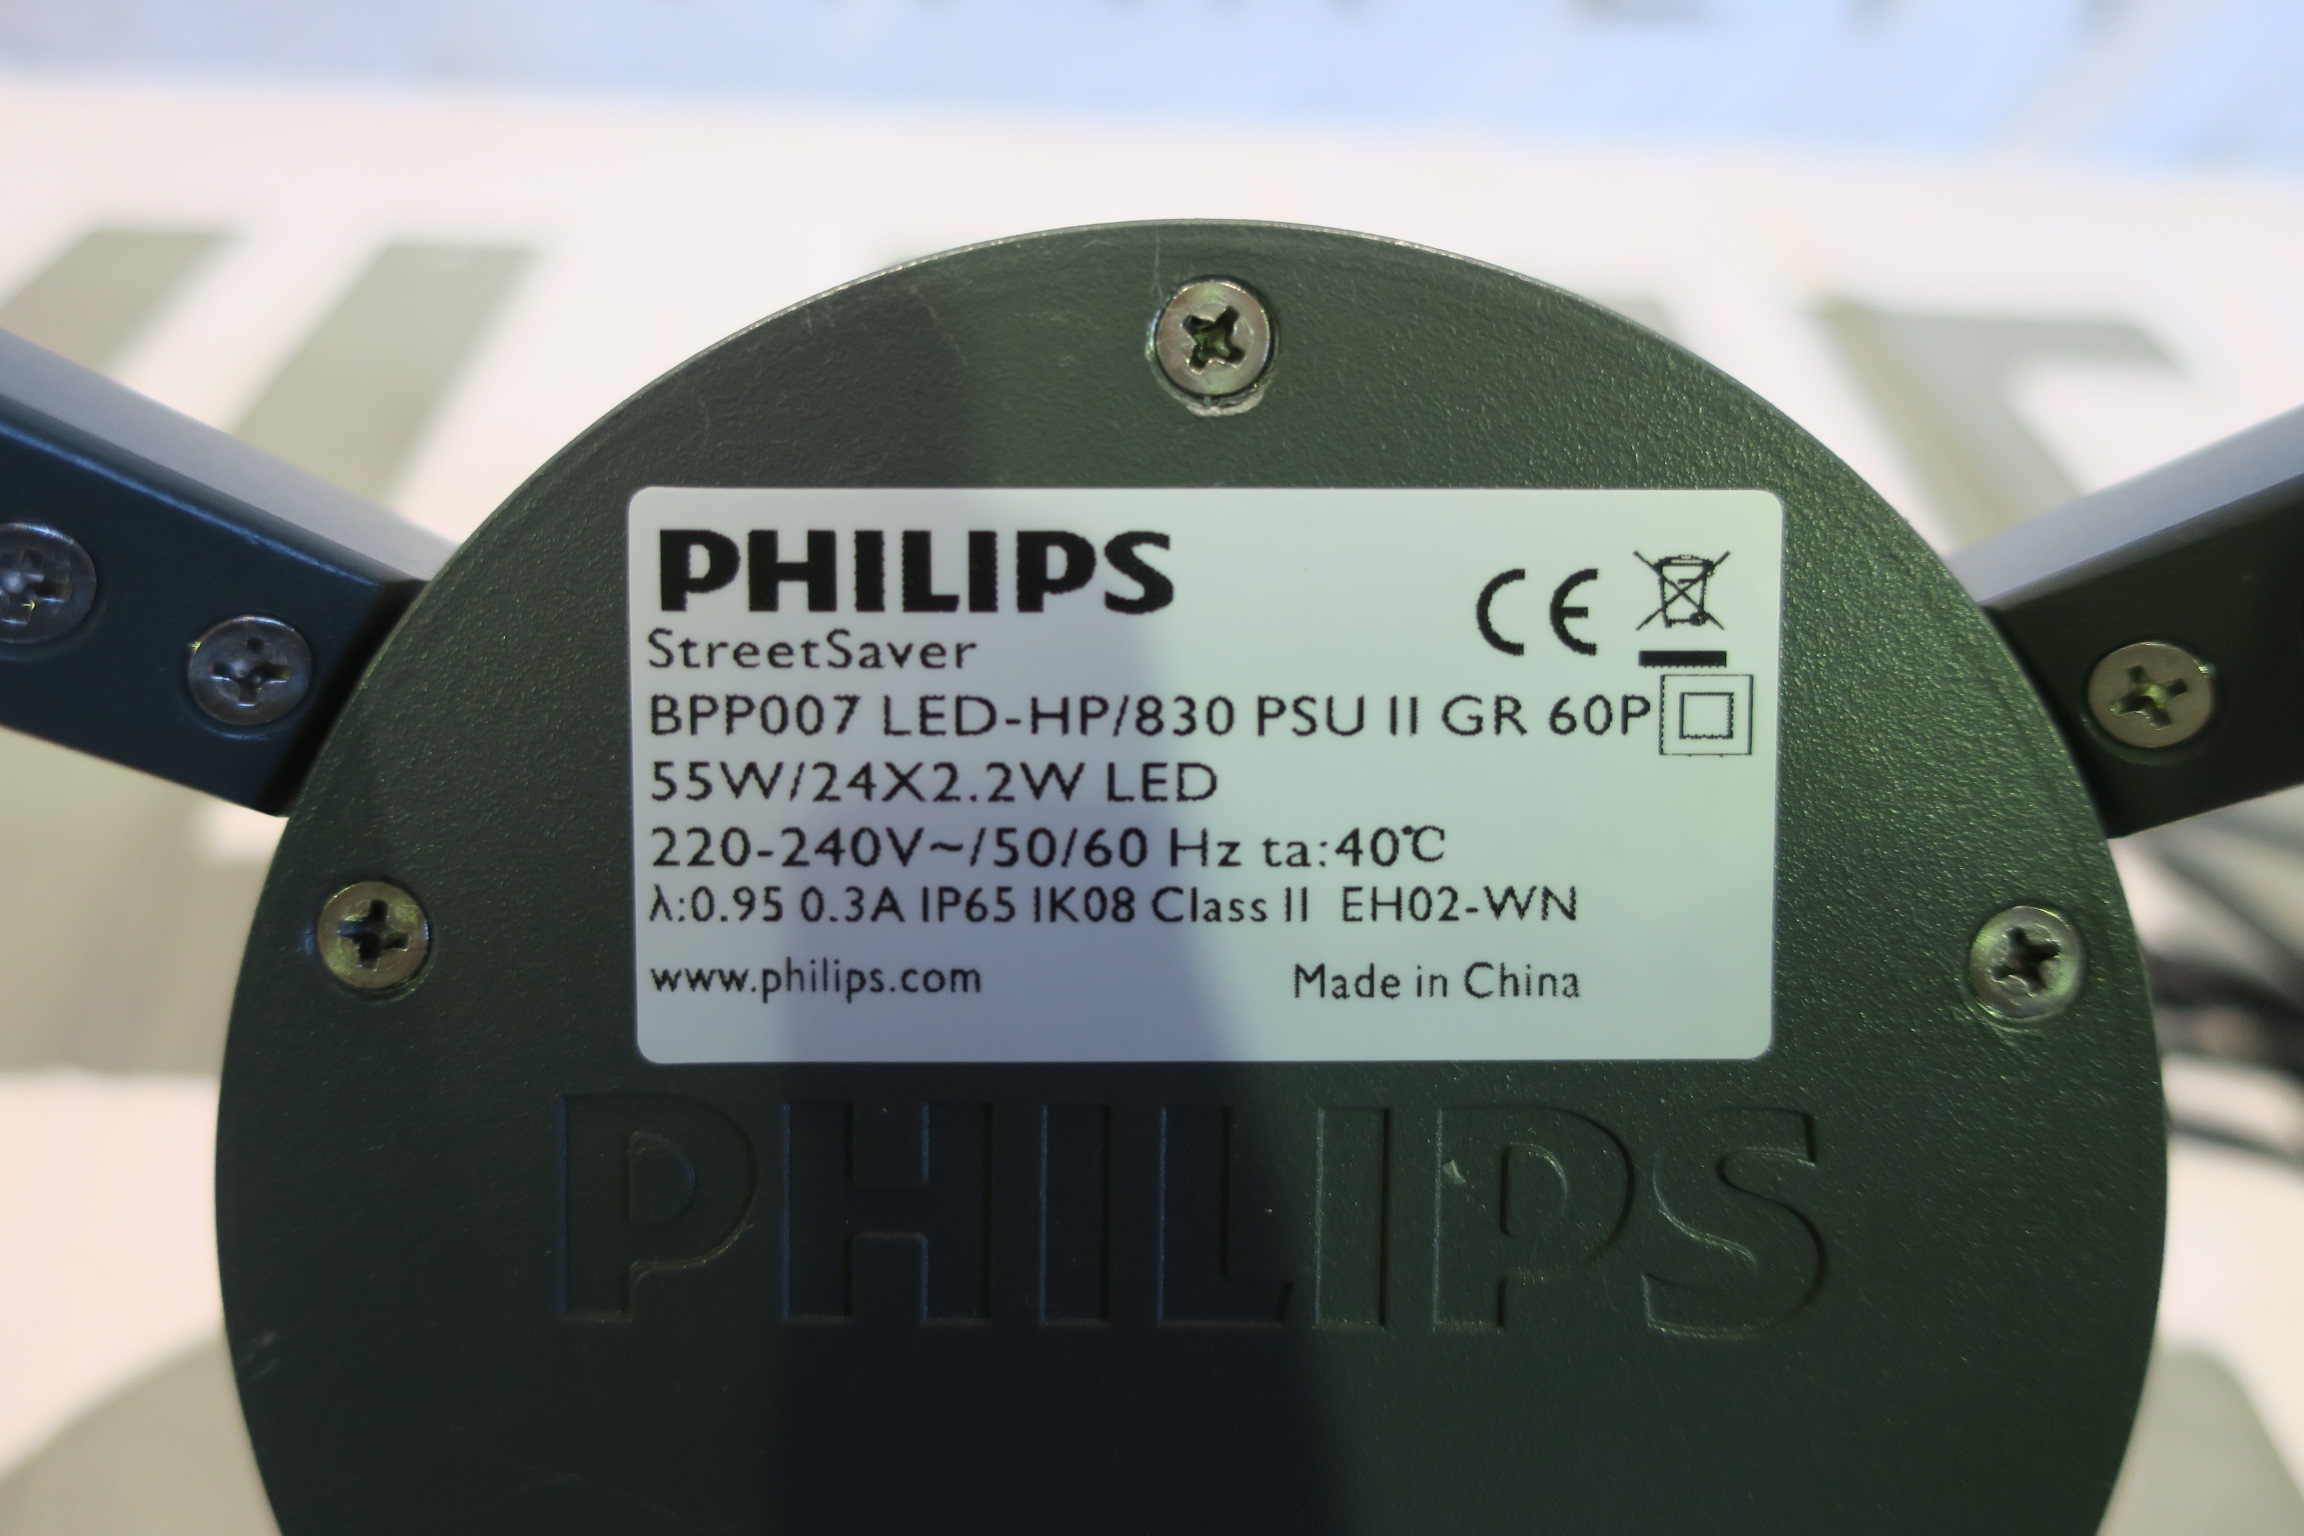 PHILIPS
CE
StreetSaver
BPP007 LED-HP/830 PSU II GR 60P
55W/24X2.2W LED
220-240V~/50/60 Hz ta:40℃
λ:0.95 0.3A IP65 IK08 Class II EH02-WN
www.philips.com Made in China
PHILIPS